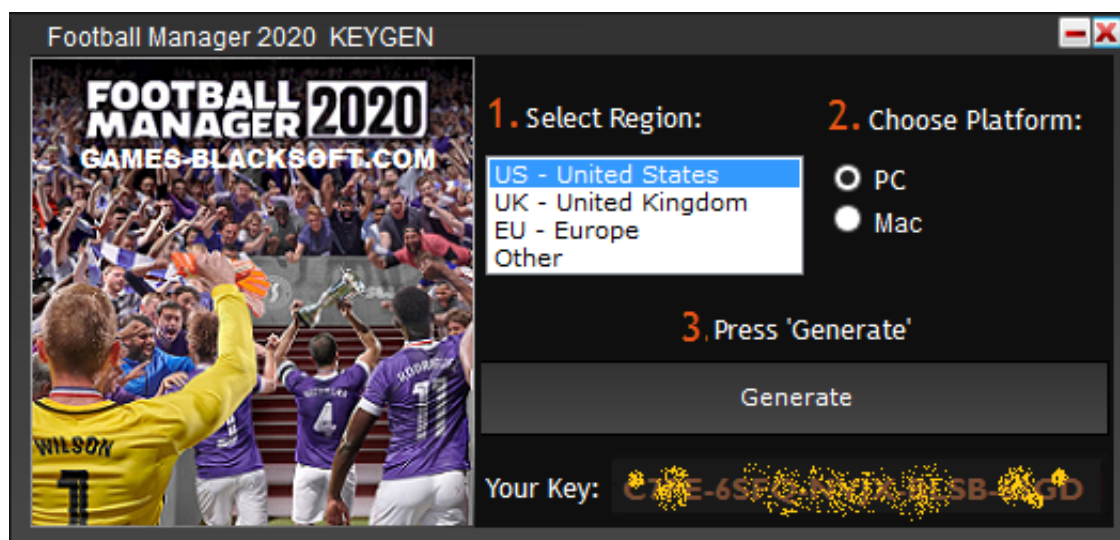 Football Manager 2020 KEYGEN
FOOTBALL
MANAGER 2020
GAMES-BLACKSOFT.COM
WILSON
1
4
11
1. Select Region:
US - United States
UK - United Kingdom
EU - Europe
Other
2. Choose Platform:
PC
Mac
3. Press 'Generate'
Generate
Your Key: